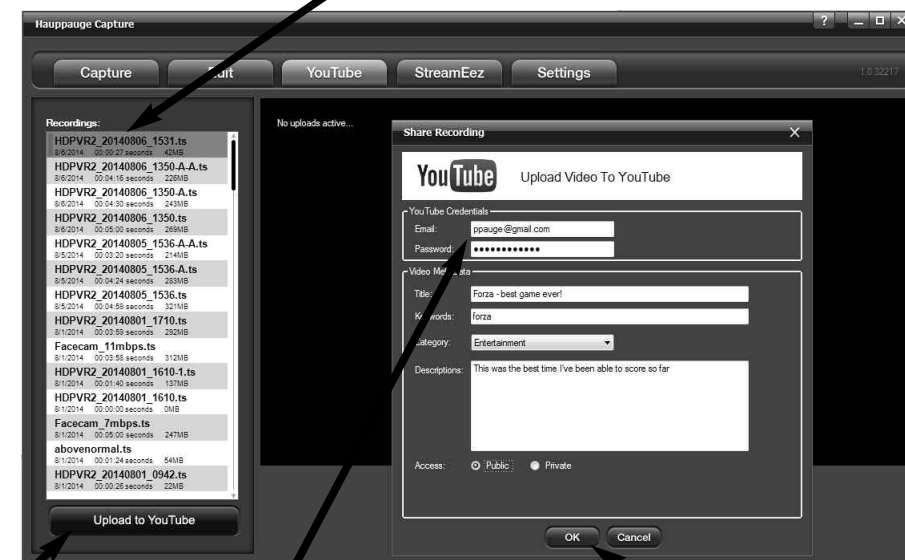 Hauppauge Capture
? _ □ X
Capture Edit YouTube StreamEez Settings
1.0.32217
Recordings:
HDPVR2_20140806_1531.ts
8/6/2014 00:00:27 seconds 42MB
HDPVR2_20140806_1350-A-A.ts
8/6/2014 00:04:16 seconds 226MB
HDPVR2_20140806_1350-A.ts
8/6/2014 00:04:30 seconds 243MB
HDPVR2_20140806_1350.ts
8/6/2014 00:05:00 seconds 269MB
HDPVR2_20140805_1536-A-A.ts
8/5/2014 00:03:20 seconds 214MB
HDPVR2_20140805_1536-A.ts
8/5/2014 00:04:24 seconds 283MB
HDPVR2_20140805_1536.ts
8/5/2014 00:04:59 seconds 321MB
HDPVR2_20140801_1710.ts
8/1/2014 00:03:59 seconds 292MB
Facecam_11mbps.ts
8/1/2014 00:03:58 seconds 312MB
HDPVR2_20140801_1610-1.ts
8/1/2014 00:01:40 seconds 137MB
HDPVR2_20140801_1610.ts
8/1/2014 00:00:00 seconds 0MB
Facecam_7mbps.ts
8/1/2014 00:05:00 seconds 247MB
abovenormal.ts
8/1/2014 00:01:24 seconds 54MB
HDPVR2_20140801_0942.ts
8/1/2014 00:00:26 seconds 22MB
Upload to YouTube
No uploads active...
Share Recording X
YouTube Upload Video To YouTube
YouTube Credentials
Email: ppauge@gmail.com
Password: ●●●●●●●●●●●●
Video Metadata
Title: Forza - best game ever!
Keywords: forza
Category: Entertainment
Descriptions: This was the best time I've been able to score so far
Access: Public Private
OK Cancel